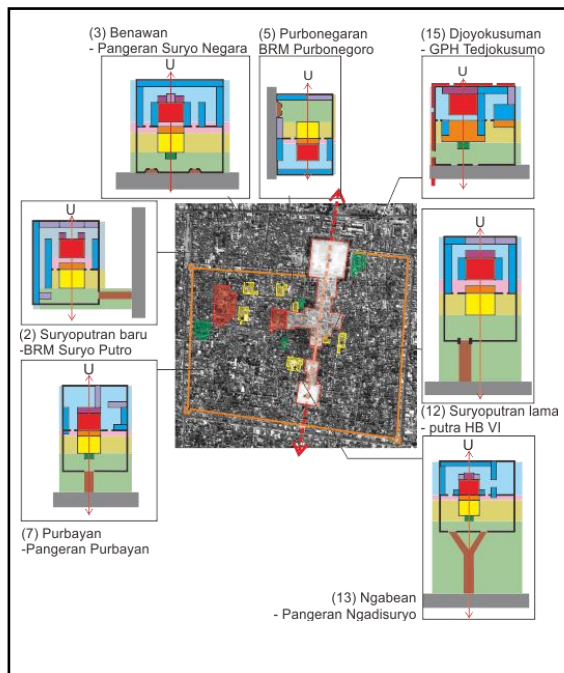 (3) Benawan
- Pangeran Suryo Negara
U
(5) Purbonegaran
BRM Purbonegoro
U
(15) Djoyokusuman
- GPH Tedjokusumo
U
U
(2) Suryoputran baru
-BRM Suryo Putro
U
(12) Suryoputran lama
- putra HB VI
U
(7) Purbayan
-Pangeran Purbayan
U
(13) Ngabean
- Pangeran Ngadisuryo